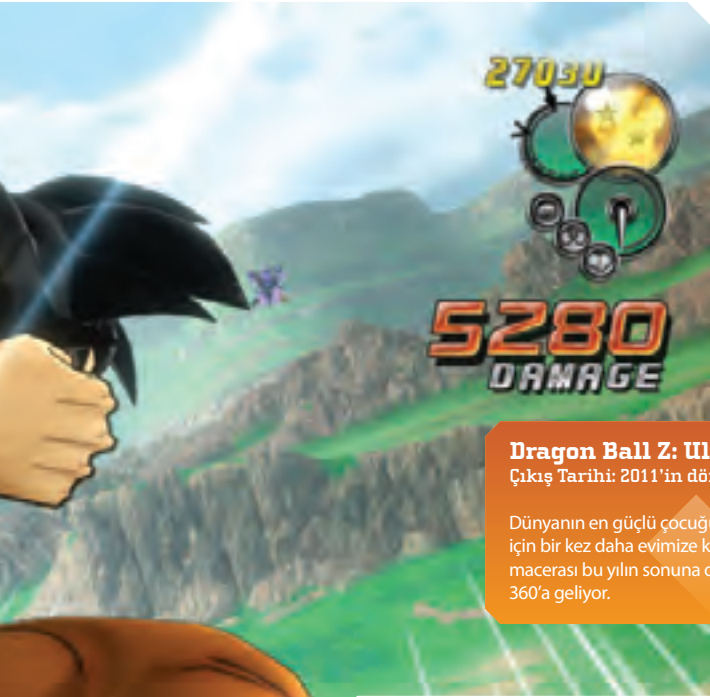 27030
5280
DAMAGE
Dragon Ball Z: Ul
Çıkış Tarihi: 2011'in dö
Dünyanın en güçlü çocuğu
için bir kez daha evimize k
macerası bu yılın sonuna d
360'a geliyor.